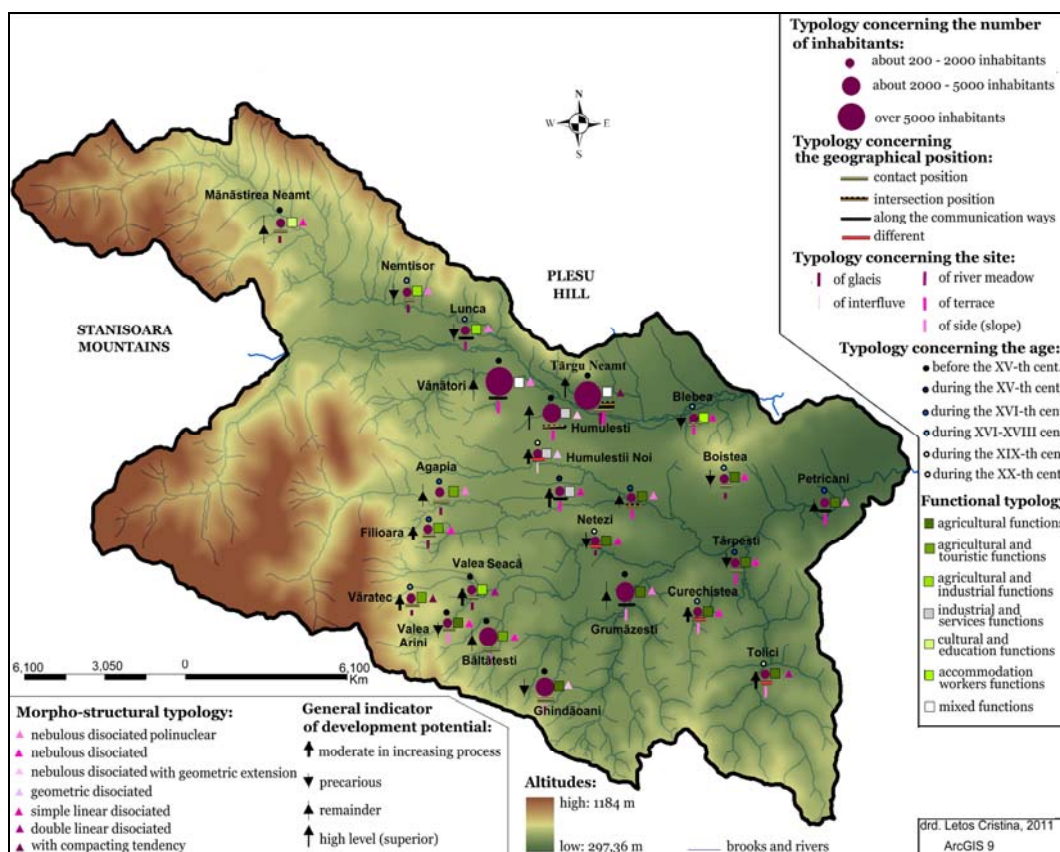 Typology concerning the number
of inhabitants:
about 200 - 2000 inhabitants
about 2000 - 5000 inhabitants
over 5000 inhabitants
Typology concerning
the geographical position:
contact position
intersection position
along the communication ways
different
Typology concerning the site:
of glacis
of river meadow
of interfluve
of terrace
of side (slope)
Typology concerning the age:
before the XV-th cent.
during the XV-th cent
during the XVI-th cent
during XVI-XVIII cent
during the XIX-th cent
during the XX-th cent
Functional typology
agricultural functions
agricultural and
touristic functions
agricultural and
industrial functions
industrial and
services functions
cultural and
education functions
accommodation
workers functions
mixed functions
N
W E
S
Mănăstirea Neamt
Nemtisor
PLESU
HILL
Lunca
STANISOARA
MOUNTAINS
Vânători
Târgu Neamt
Blebea
Humulesti
Humulestii Noi
Boistea
Agapia
Petricani
Netezi
Filioara
Târpesti
Valea Seacă
Curechistea
Văratec
Valea
Arini
Grumăzesti
Băltătesti
Tolici
Ghindăoani
6,100 3,050 0 6,100
Km
Morpho-structural typology:
nebulous disociated polinuclear
nebulous disociated
nebulous disociated with geometric extension
geometric disociated
simple linear disociated
double linear disociated
with compacting tendency
General indicator
of development potential:
moderate in increasing process
precarious
remainder
high level (superior)
Altitudes:
high: 1184 m
low: 297,36 m
brooks and rivers
drd. Letos Cristina, 2011
ArcGIS 9